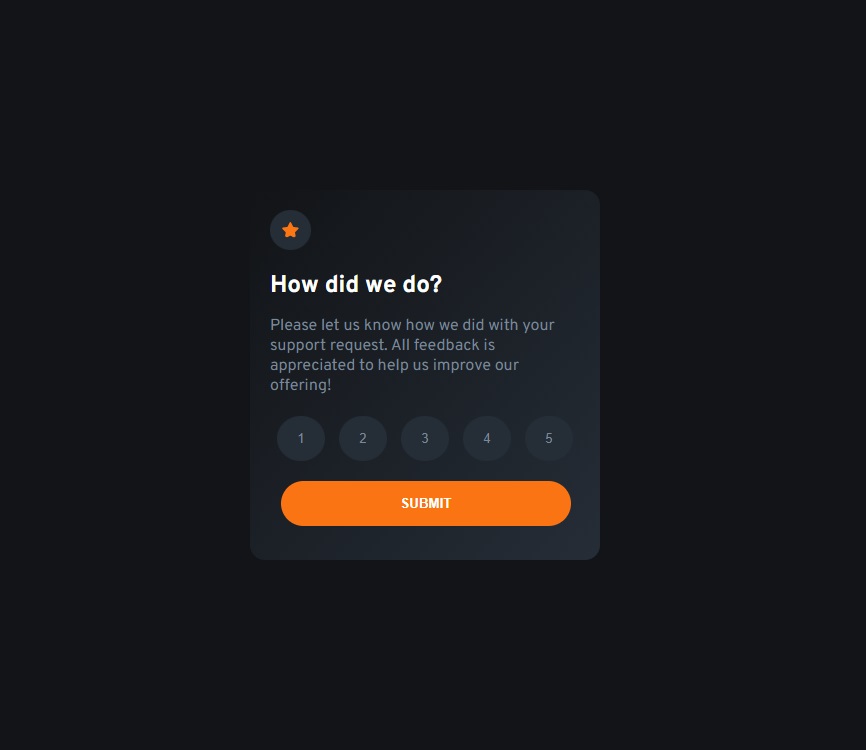 How did we do?
Please let us know how we did with your
support request. All feedback is
appreciated to help us improve our
offering!
1 2 3 4 5
SUBMIT